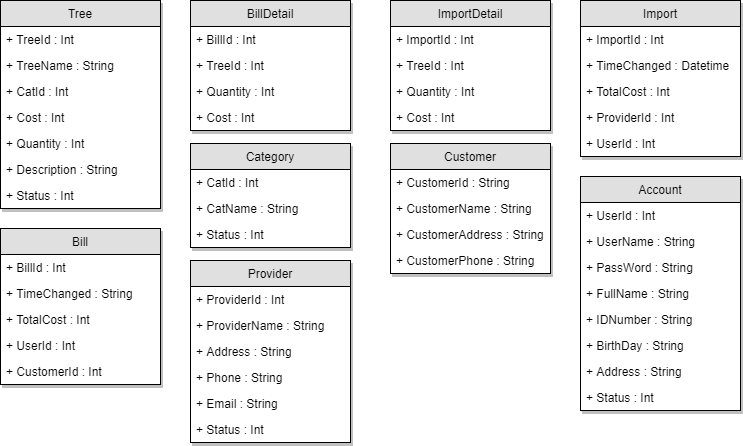 Tree
+ TreeId : Int
+ TreeName : String
+ CatId : Int
+ Cost : Int
+ Quantity : Int
+ Description : String
+ Status : Int
Bill
+ BillId : Int
+ TimeChanged : String
+ TotalCost : Int
+ UserId : Int
+ CustomerId : Int
BillDetail
+ BillId : Int
+ TreeId : Int
+ Quantity : Int
+ Cost : Int
Category
+ CatId : Int
+ CatName : String
+ Status : Int
Provider
+ ProviderId : Int
+ ProviderName : String
+ Address : String
+ Phone : String
+ Email : String
+ Status : Int
ImportDetail
+ ImportId : Int
+ TreeId : Int
+ Quantity : Int
+ Cost : Int
Customer
+ CustomerId : String
+ CustomerName : String
+ CustomerAddress : String
+ CustomerPhone : String
Import
+ ImportId : Int
+ TimeChanged : Datetime
+ TotalCost : Int
+ ProviderId : Int
+ UserId : Int
Account
+ UserId : Int
+ UserName : String
+ PassWord : String
+ FullName : String
+ IDNumber : String
+ BirthDay : String
+ Address : String
+ Status : Int